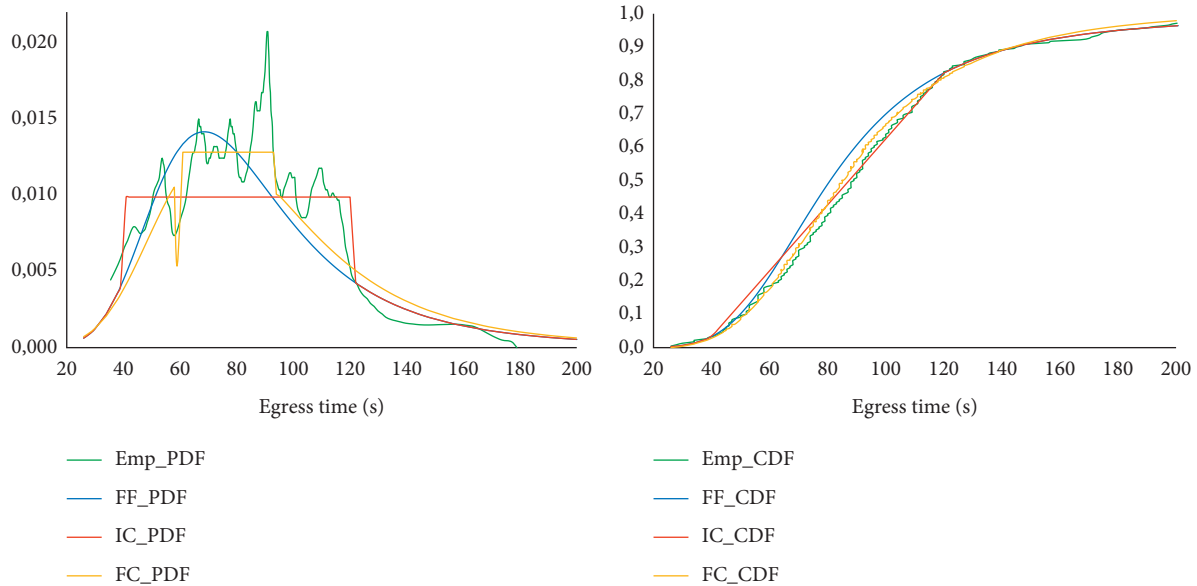 0,020
0,015
0,010
0,005
0,000
20 40 60 80 100 120 140 160 180 200
Egress time (s)
Emp_PDF
FF_PDF
IC_PDF
FC_PDF
1,0
0,9
0,8
0,7
0,6
0,5
0,4
0,3
0,2
0,1
0,0
20 40 60 80 100 120 140 160 180 200
Egress time (s)
Emp_CDF
FF_CDF
IC_CDF
FC_CDF